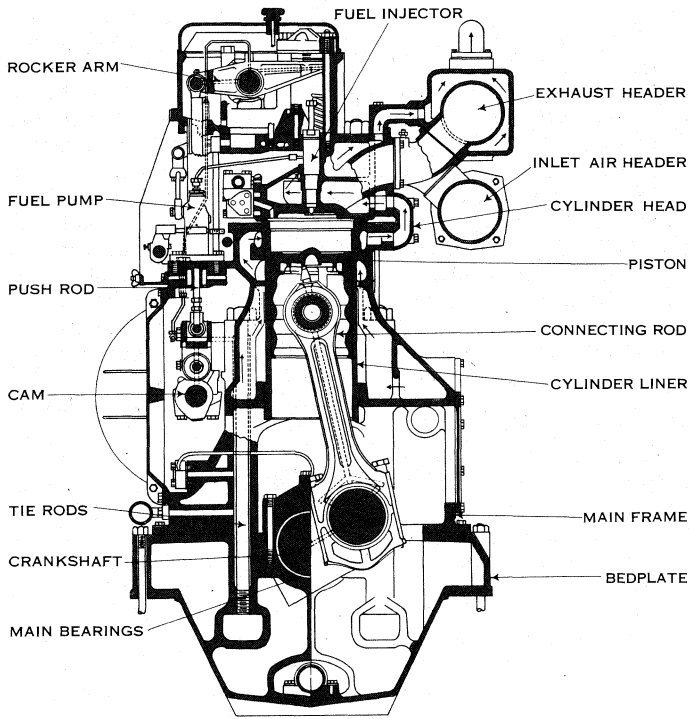 FUEL INJECTOR
ROCKER ARM
EXHAUST HEADER
INLET AIR HEADER
FUEL PUMP
CYLINDER HEAD
PISTON
PUSH ROD
CONNECTING ROD
CYLINDER LINER
CAM
TIE RODS
MAIN FRAME
CRANKSHAFT
BEDPLATE
MAIN BEARINGS